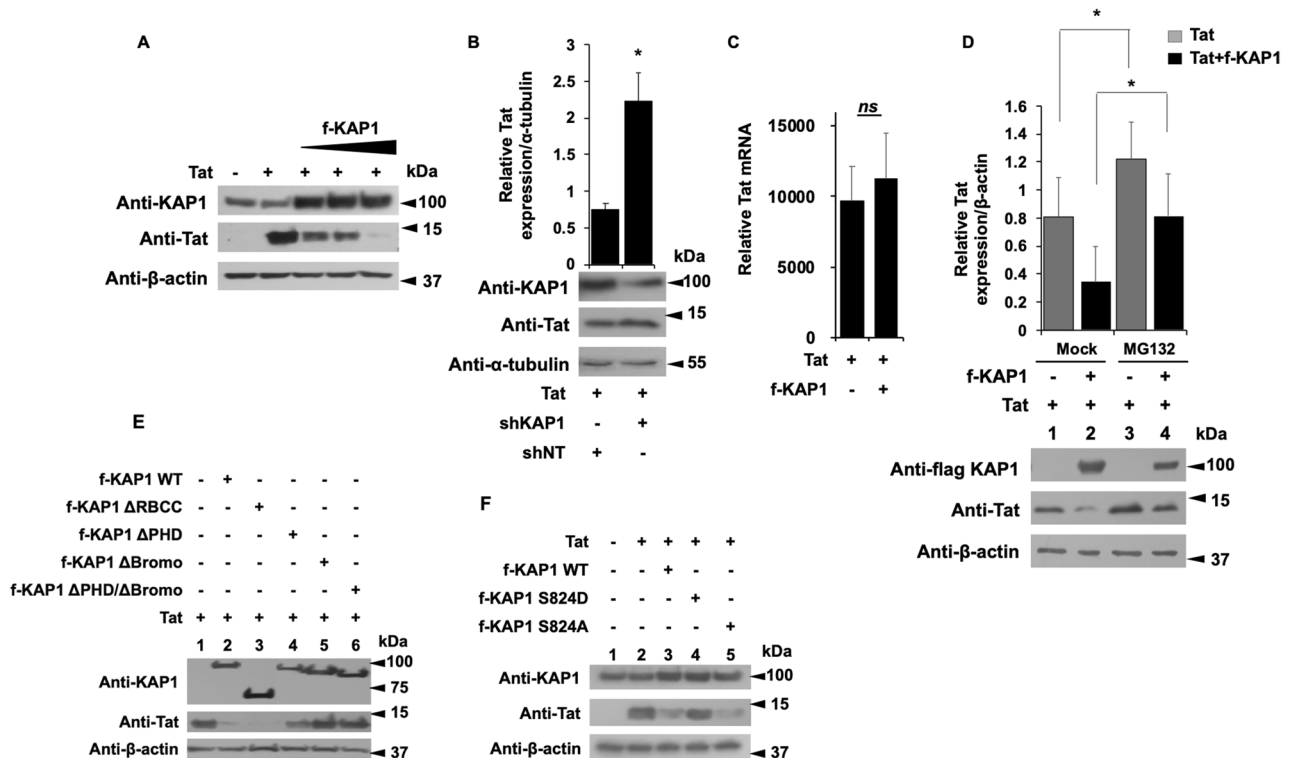 A
f-KAP1
Tat - + + + + kDa
Anti-KAP1 100
Anti-Tat 15
Anti-β-actin 37
B
Relative Tat
expression/α-tubulin
3
2.5
2
1.5
1
0.5
0
*
kDa
Anti-KAP1 100
Anti-Tat 15
Anti-α-tubulin 55
Tat + +
shKAP1 - +
shNT + -
C
Relative Tat mRNA
ns
15000
10000
5000
0
Tat + +
f-KAP1 - +
D
Tat
Tat+f-KAP1
*
*
Relative Tat
expression/β-actin
1.6
1.4
1.2
1
0.8
0.6
0.4
0.2
0
Mock MG132
f-KAP1 - + - +
Tat + + + +
1 2 3 4 kDa
Anti-flag KAP1 100
Anti-Tat 15
Anti-β-actin 37
E
f-KAP1 WT - + - - - -
f-KAP1 ΔRBCC - - + - - -
f-KAP1 ΔPHD - - - + - -
f-KAP1 ΔBromo - - - - + -
f-KAP1 ΔPHD/ΔBromo - - - - - +
Tat + + + + + +
1 2 3 4 5 6 kDa
Anti-KAP1 100
75
Anti-Tat 15
Anti-β-actin 37
F
Tat - + + + +
f-KAP1 WT - - + - -
f-KAP1 S824D - - - + -
f-KAP1 S824A - - - - +
1 2 3 4 5 kDa
Anti-KAP1 100
Anti-Tat 15
Anti-β-actin 37